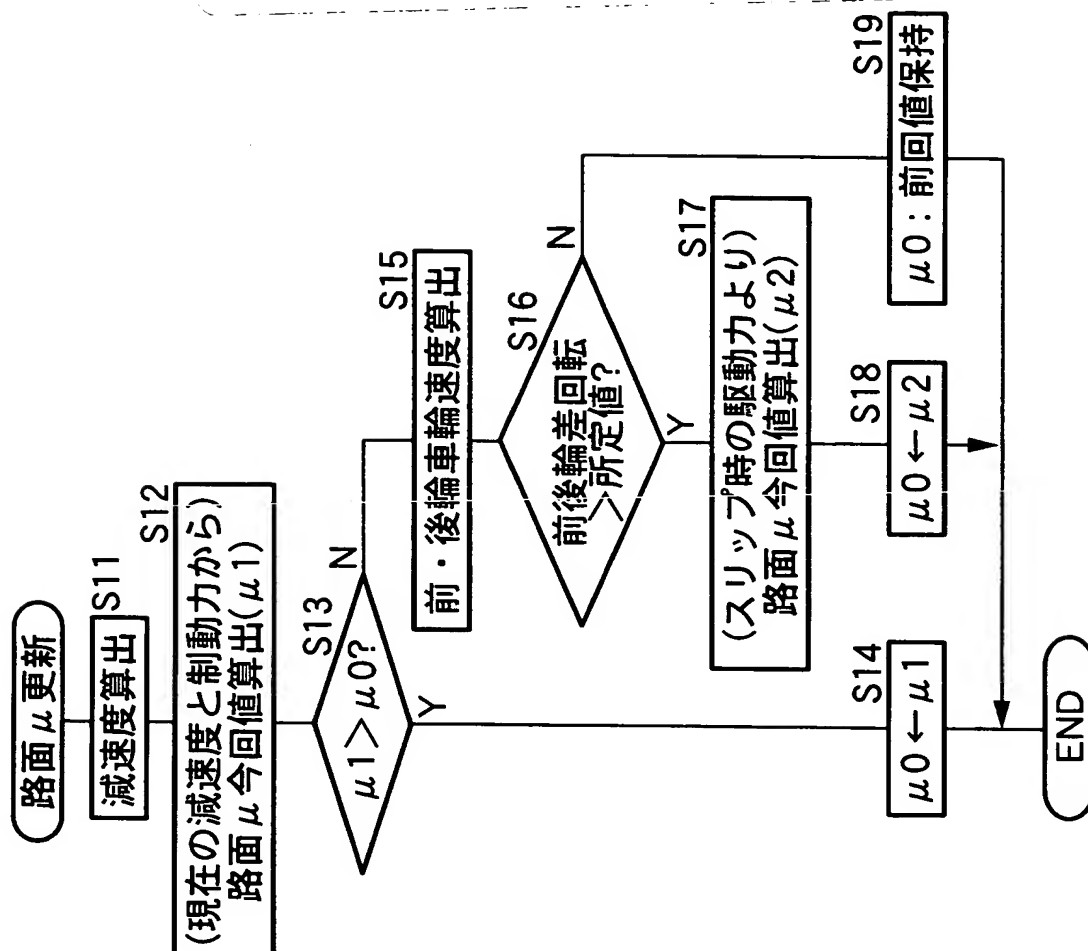 路面μ更新
S11
減速度算出
S12
(現在の減速度と制動力から)
路面μ今回値算出(μ1)
S13
μ1＞μ0?
N
Y
S15
前・後輪車輪速度算出
S16
前後輪差回転
＞所定値?
N
Y
S17
(スリップ時の駆動力より)
路面μ今回値算出(μ2)
S14
μ0←μ1
S18
μ0←μ2
S19
μ0：前回値保持
END